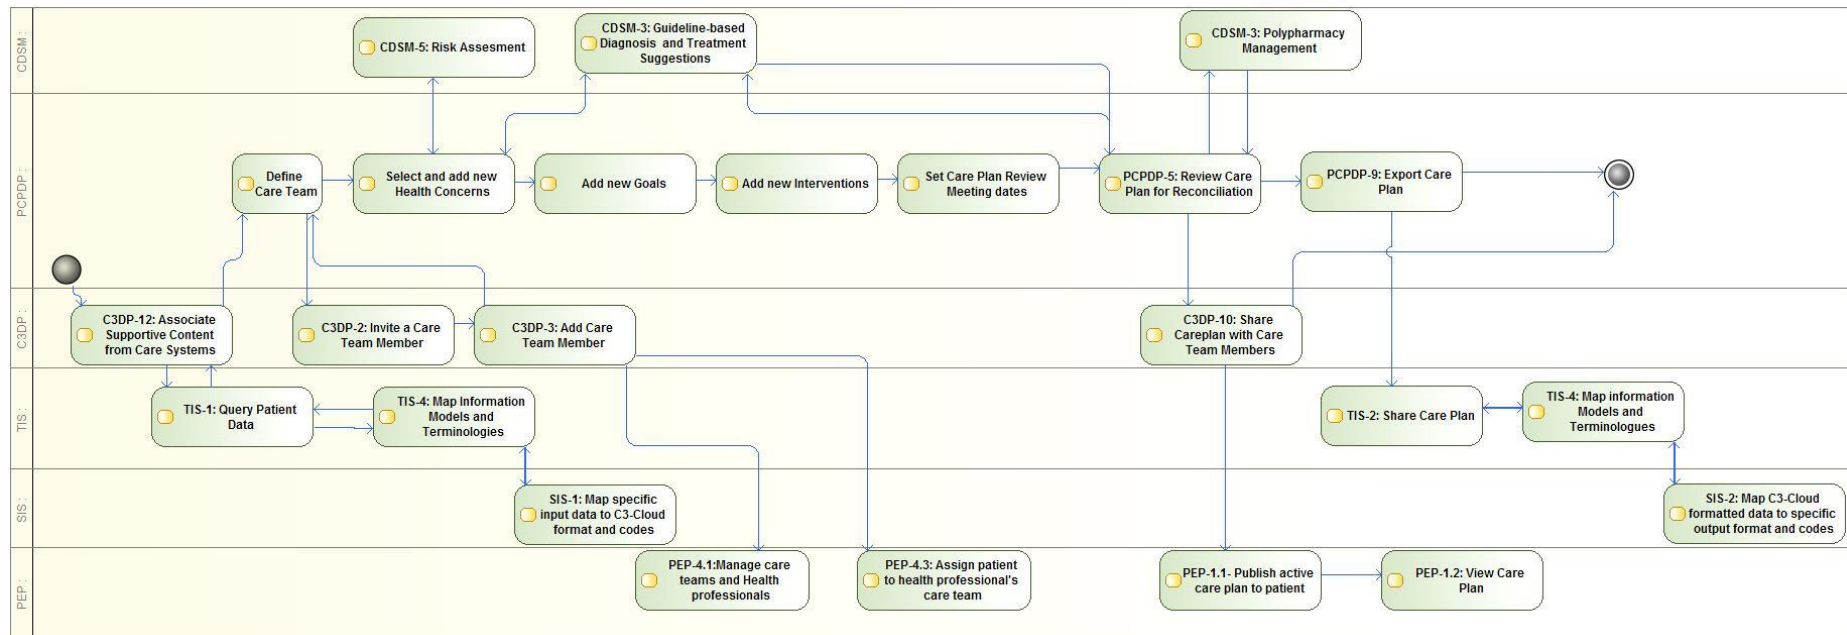 CDSM :
CDSM-5: Risk Assesment
CDSM-3: Guideline-based
Diagnosis and Treatment
Suggestions
CDSM-3: Polypharmacy
Management
PCPDP :
Define
Care Team
Select and add new
Health Concerns
Add new Goals
Add new Interventions
Set Care Plan Review
Meeting dates
PCPDP-5: Review Care
Plan for Reconciliation
PCPDP-9: Export Care
Plan
C3DP :
C3DP-12: Associate
Supportive Content
from Care Systems
C3DP-2: Invite a Care
Team Member
C3DP-3: Add Care
Team Member
C3DP-10: Share
Careplan with Care
Team Members
TIS :
TIS-1: Query Patient
Data
TIS-4: Map Information
Models and
Terminologies
TIS-2: Share Care Plan
TIS-4: Map information
Models and
Terminologues
SIS :
SIS-1: Map specific
input data to C3-Cloud
format and codes
SIS-2: Map C3-Cloud
formatted data to specific
output format and codes
PEP :
PEP-4.1:Manage care
teams and Health
professionals
PEP-4.3: Assign patient
to health professional's
care team
PEP-1.1- Publish active
care plan to patient
PEP-1.2: View Care
Plan